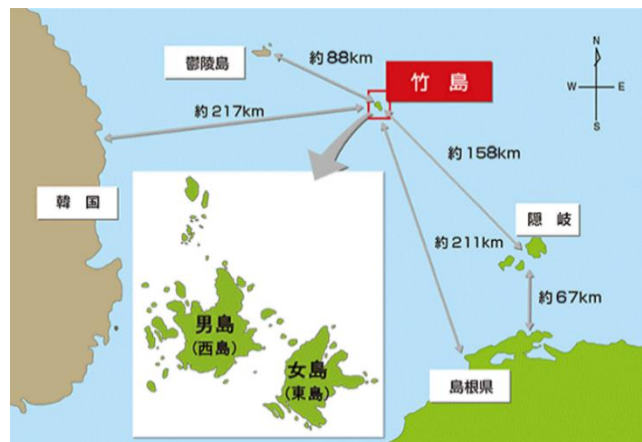 鬱陵島
約88km
竹島
N
W E
S
約217km
約158km
韓国
隠岐
約211km
約67km
男島
(西島)
女島
(東島)
島根県